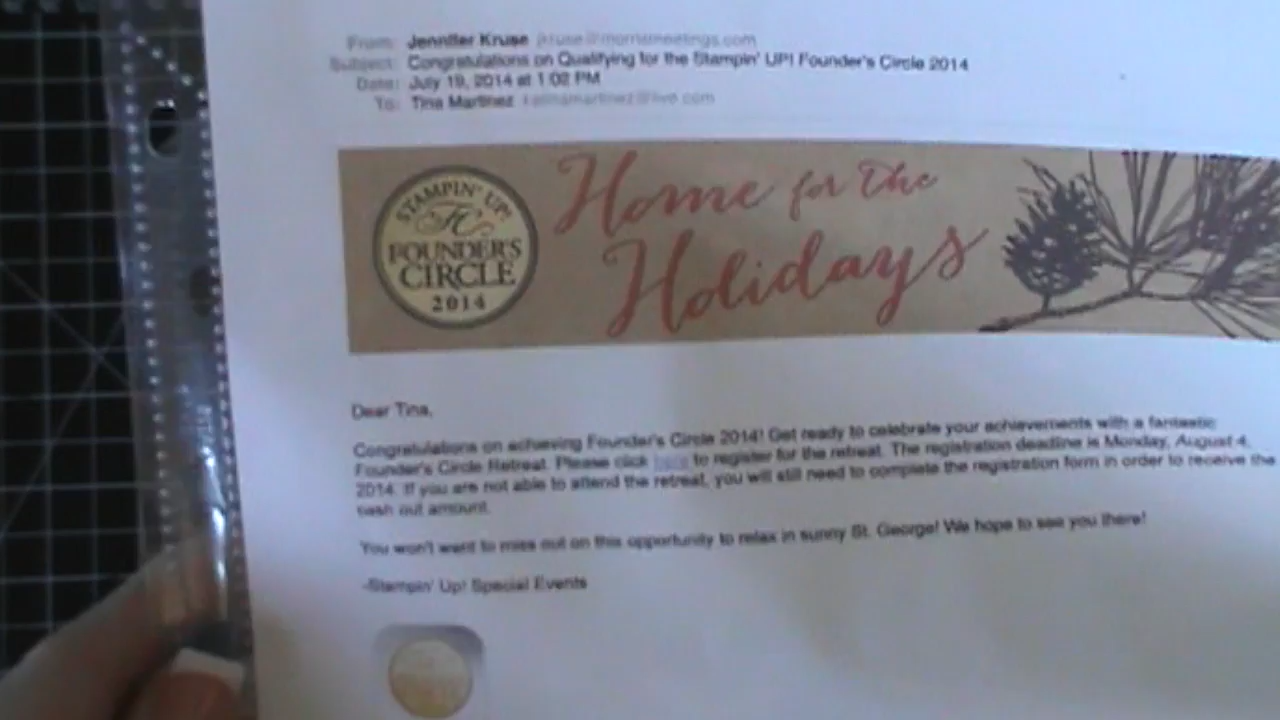 From: Jennifer Kruse jkruse@morrismeetings.com
Subject: Congratulations on Qualifying for the Stampin' UP! Founder's Circle 2014
Date: July 19, 2014 at 1:02 PM
To: Tina Martinez
STAMPIN' UP!
FC
FOUNDER'S
CIRCLE
2014
Home for the
Holidays
Dear Tina,
Congratulations on achieving Founder's Circle 2014! Get ready to celebrate your achievements with a fantastic
Founder's Circle Retreat. Please click here to register for the retreat. The registration deadline is Monday, August 4,
2014. If you are not able to attend the retreat, you will still need to complete the registration form in order to receive the
cash out amount.
You won't want to miss out on this opportunity to relax in sunny St. George! We hope to see you there!
-Stampin' Up! Special Events